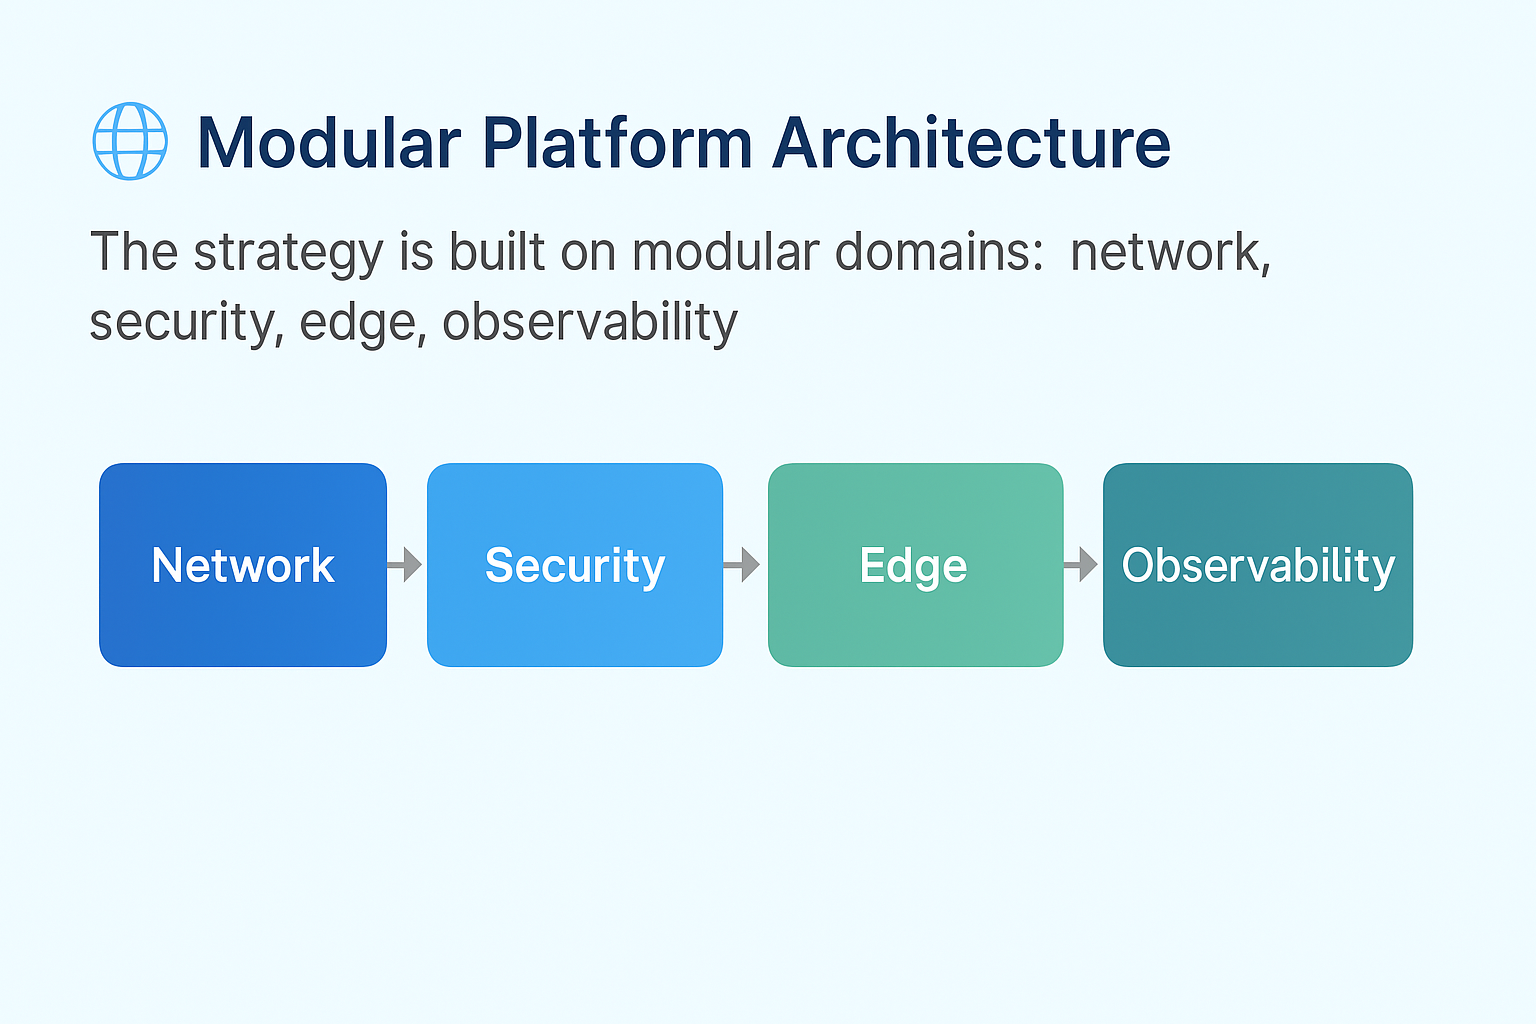 Modular Platform Architecture
The strategy is built on modular domains: network,
security, edge, observability
Network
Security
Edge
Observability